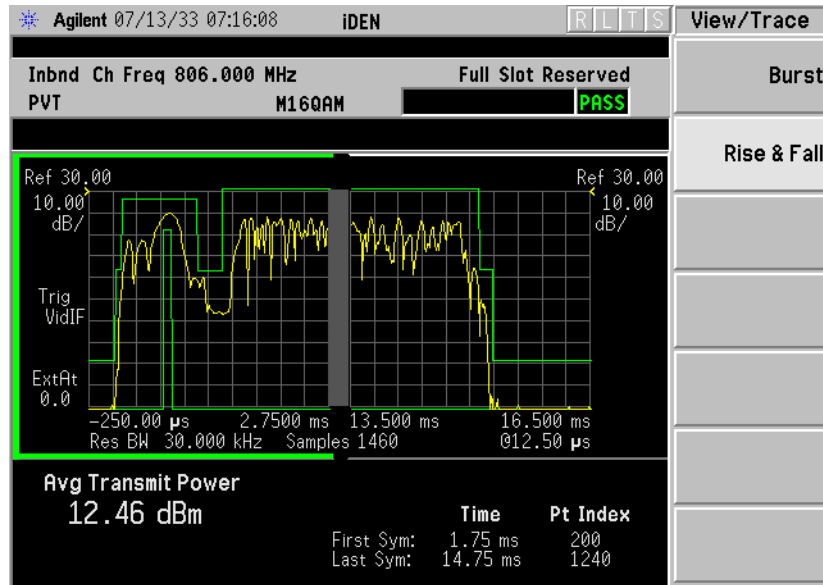 Agilent 07/13/33 07:16:08 iDEN R L T S View/Trace
Inbnd Ch Freq 806.000 MHz Full Slot Reserved
PVT M16QAM PASS
Burst
Rise & Fall
Ref 30.00 Ref 30.00
10.00 10.00
dB/ dB/
Trig
VidIF
ExtAt
0.0
-250.00 µs 2.7500 ms 13.500 ms 16.500 ms
Res BW 30.000 kHz Samples 1460 @12.50 µs
Avg Transmit Power
12.46 dBm
Time Pt Index
First Sym: 1.75 ms 200
Last Sym: 14.75 ms 1240